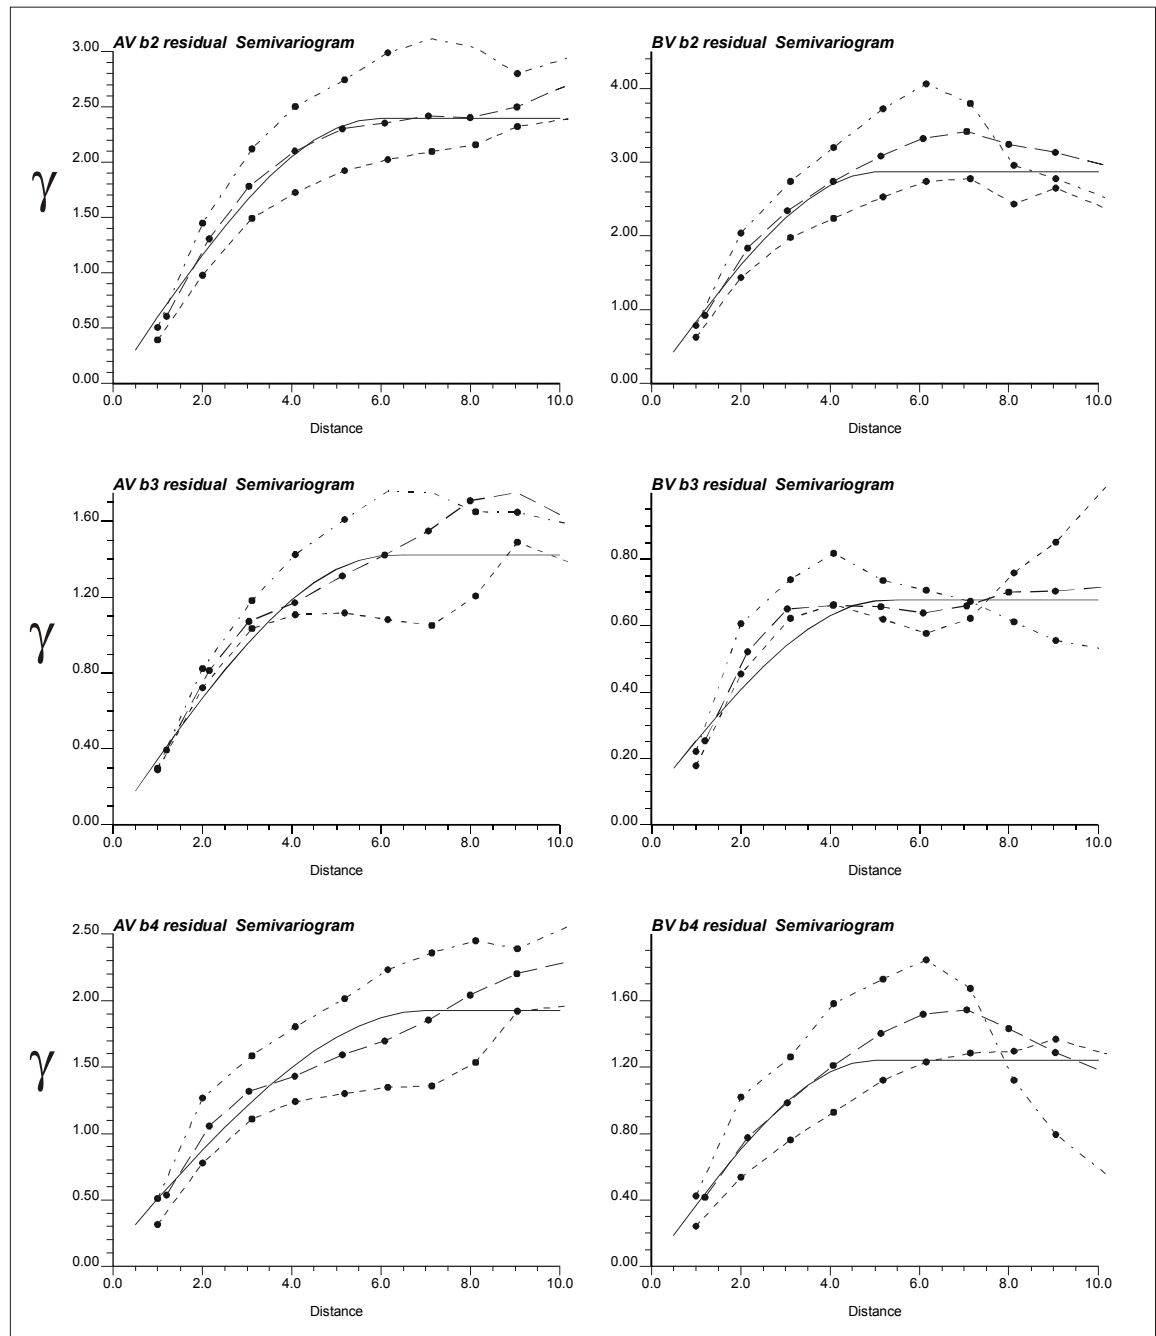 AV b2 residual Semivariogram
3.00
2.50
2.00
1.50
1.00
0.50
0.00
0.0 2.0 4.0 6.0 8.0 10.0
Distance
γ
BV b2 residual Semivariogram
4.00
3.00
2.00
1.00
0.00
0.0 2.0 4.0 6.0 8.0 10.0
Distance
AV b3 residual Semivariogram
1.60
1.20
0.80
0.40
0.00
0.0 2.0 4.0 6.0 8.0 10.0
Distance
γ
BV b3 residual Semivariogram
0.80
0.60
0.40
0.20
0.00
0.0 2.0 4.0 6.0 8.0 10.0
Distance
AV b4 residual Semivariogram
2.50
2.00
1.50
1.00
0.50
0.00
0.0 2.0 4.0 6.0 8.0 10.0
Distance
γ
BV b4 residual Semivariogram
1.60
1.20
0.80
0.40
0.00
0.0 2.0 4.0 6.0 8.0 10.0
Distance